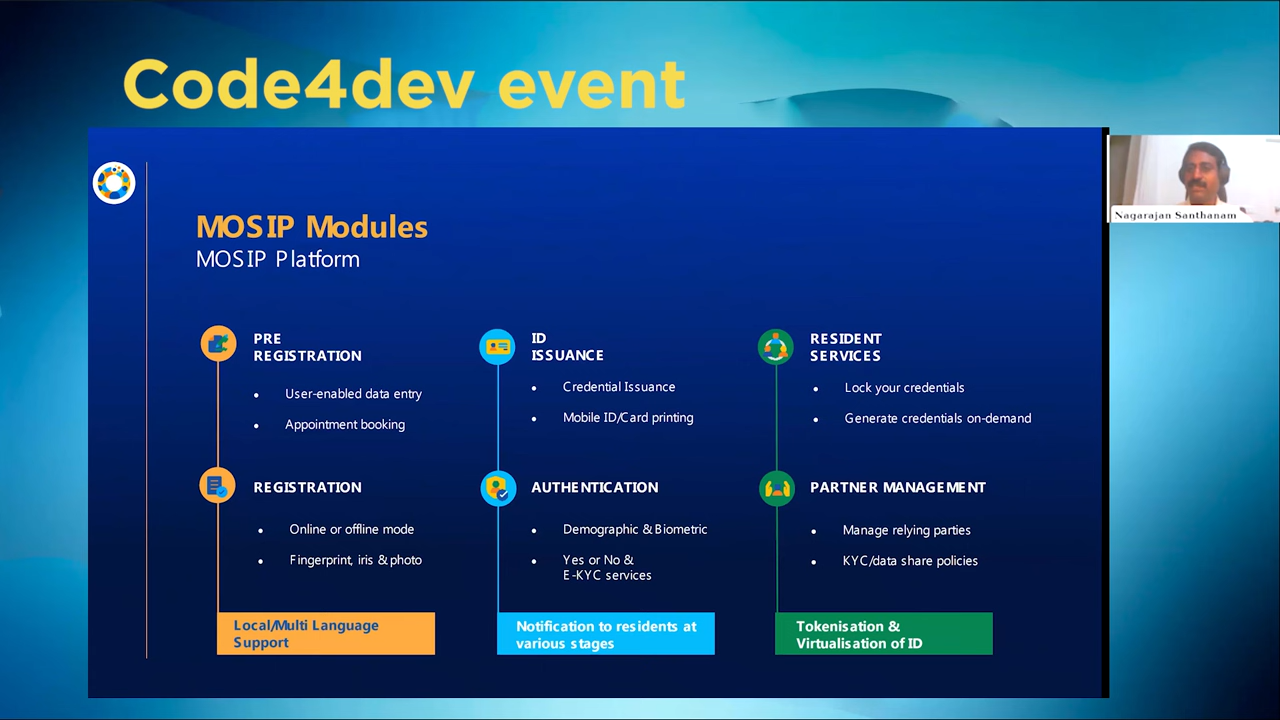 Code4dev event
Nagarajan Santhanam
MOSIP Modules
MOSIP Platform
PRE
REGISTRATION
• User-enabled data entry
• Appointment booking
REGISTRATION
• Online or offline mode
• Fingerprint, iris & photo
Local/Multi Language
Support
ID
ISSUANCE
• Credential Issuance
• Mobile ID/Card printing
AUTHENTICATION
• Demographic & Biometric
• Yes or No &
E-KYC services
Notification to residents at
various stages
RESIDENT
SERVICES
• Lock your credentials
• Generate credentials on-demand
PARTNER MANAGEMENT
• Manage relying parties
• KYC/data share policies
Tokenisation &
Virtualisation of ID